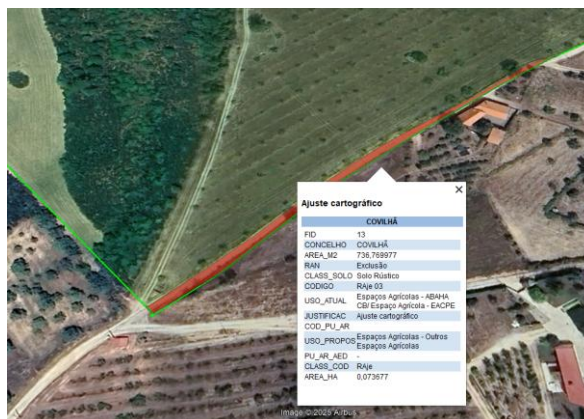 Ajuste cartográfico
COVILHÃ
FID 13
CONCELHO COVILHÃ
AREA_M2 736,769977
RAN Exclusão
CLASS_SOLO Solo Rústico
CODIGO RAje 03
USO_ATUAL Espaços Agrícolas - ABAHA
CB/ Espaço Agrícola - EACPE
JUSTIFICAC Ajuste cartográfico
COD_PU_AR
USO_PROPOS Espaços Agrícolas - Outros
Espaços Agrícolas
PU_AR_AED -
CLASS_COD RAje
AREA_HA 0,073677
Image © 2025 Airbus